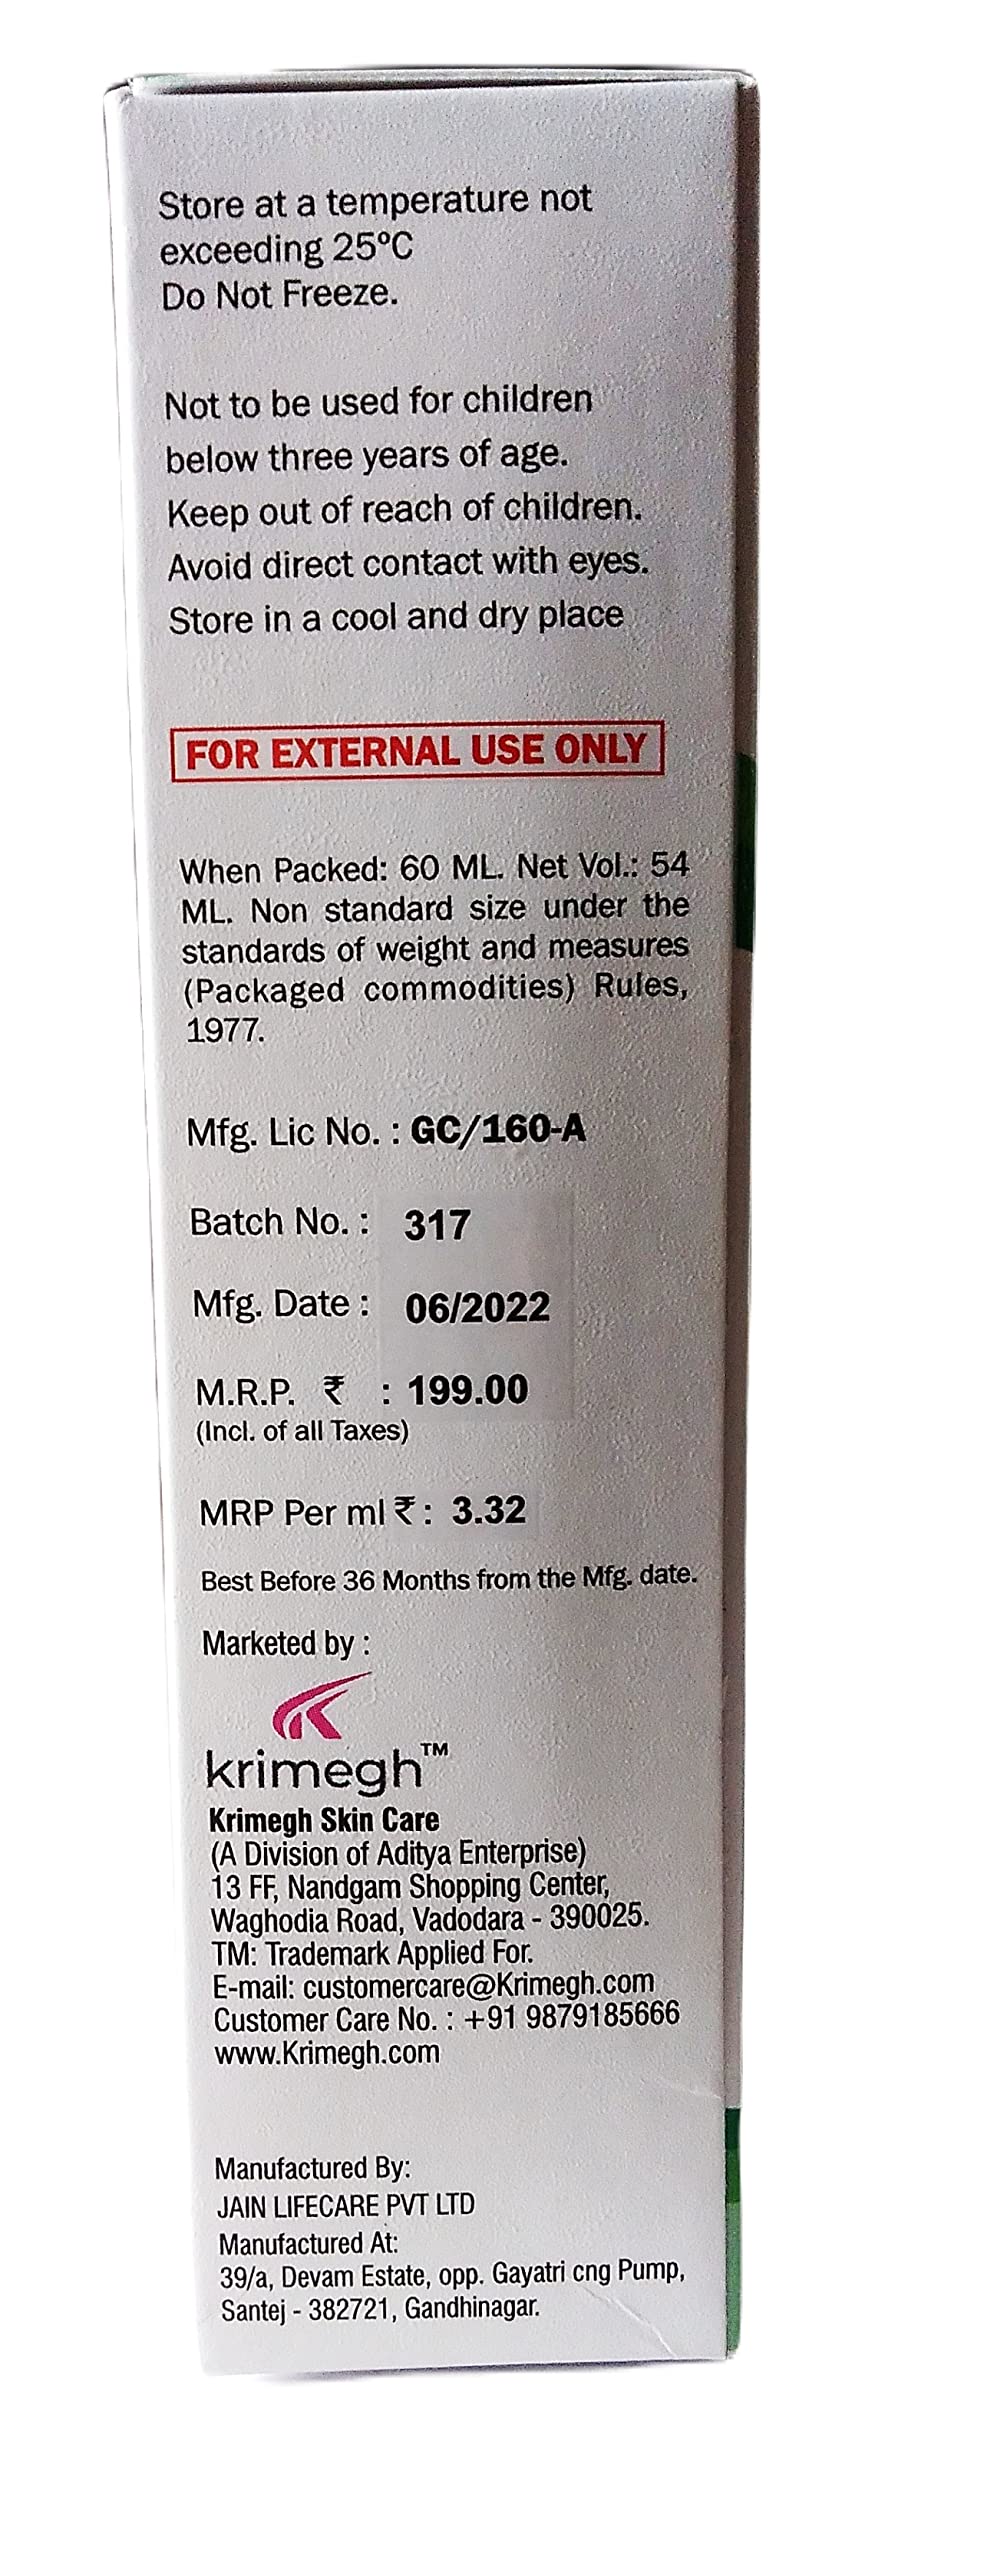 Store at a temperature not
exceeding 25ºC
Do Not Freeze.
Not to be used for children
below three years of age.
Keep out of reach of children.
Avoid direct contact with eyes.
Store in a cool and dry place
FOR EXTERNAL USE ONLY
When Packed: 60 ML. Net Vol.: 54
ML. Non standard size under the
standards of weight and measures
(Packaged commodities) Rules,
1977.
Mfg. Lic No. : GC/160-A
Batch No. : 317
Mfg. Date : 06/2022
M.R.P. ₹ : 199.00
(Incl. of all Taxes)
MRP Per ml ₹ : 3.32
Best Before 36 Months from the Mfg. date.
Marketed by :
krimegh™
Krimegh Skin Care
(A Division of Aditya Enterprise)
13 FF, Nandgam Shopping Center,
Waghodia Road, Vadodara - 390025.
TM: Trademark Applied For.
E-mail: customercare@Krimegh.com
Customer Care No. : +91 9879185666
www.Krimegh.com
Manufactured By:
JAIN LIFECARE PVT LTD
Manufactured At:
39/a, Devam Estate, opp. Gayatri cng Pump,
Santej - 382721, Gandhinagar.